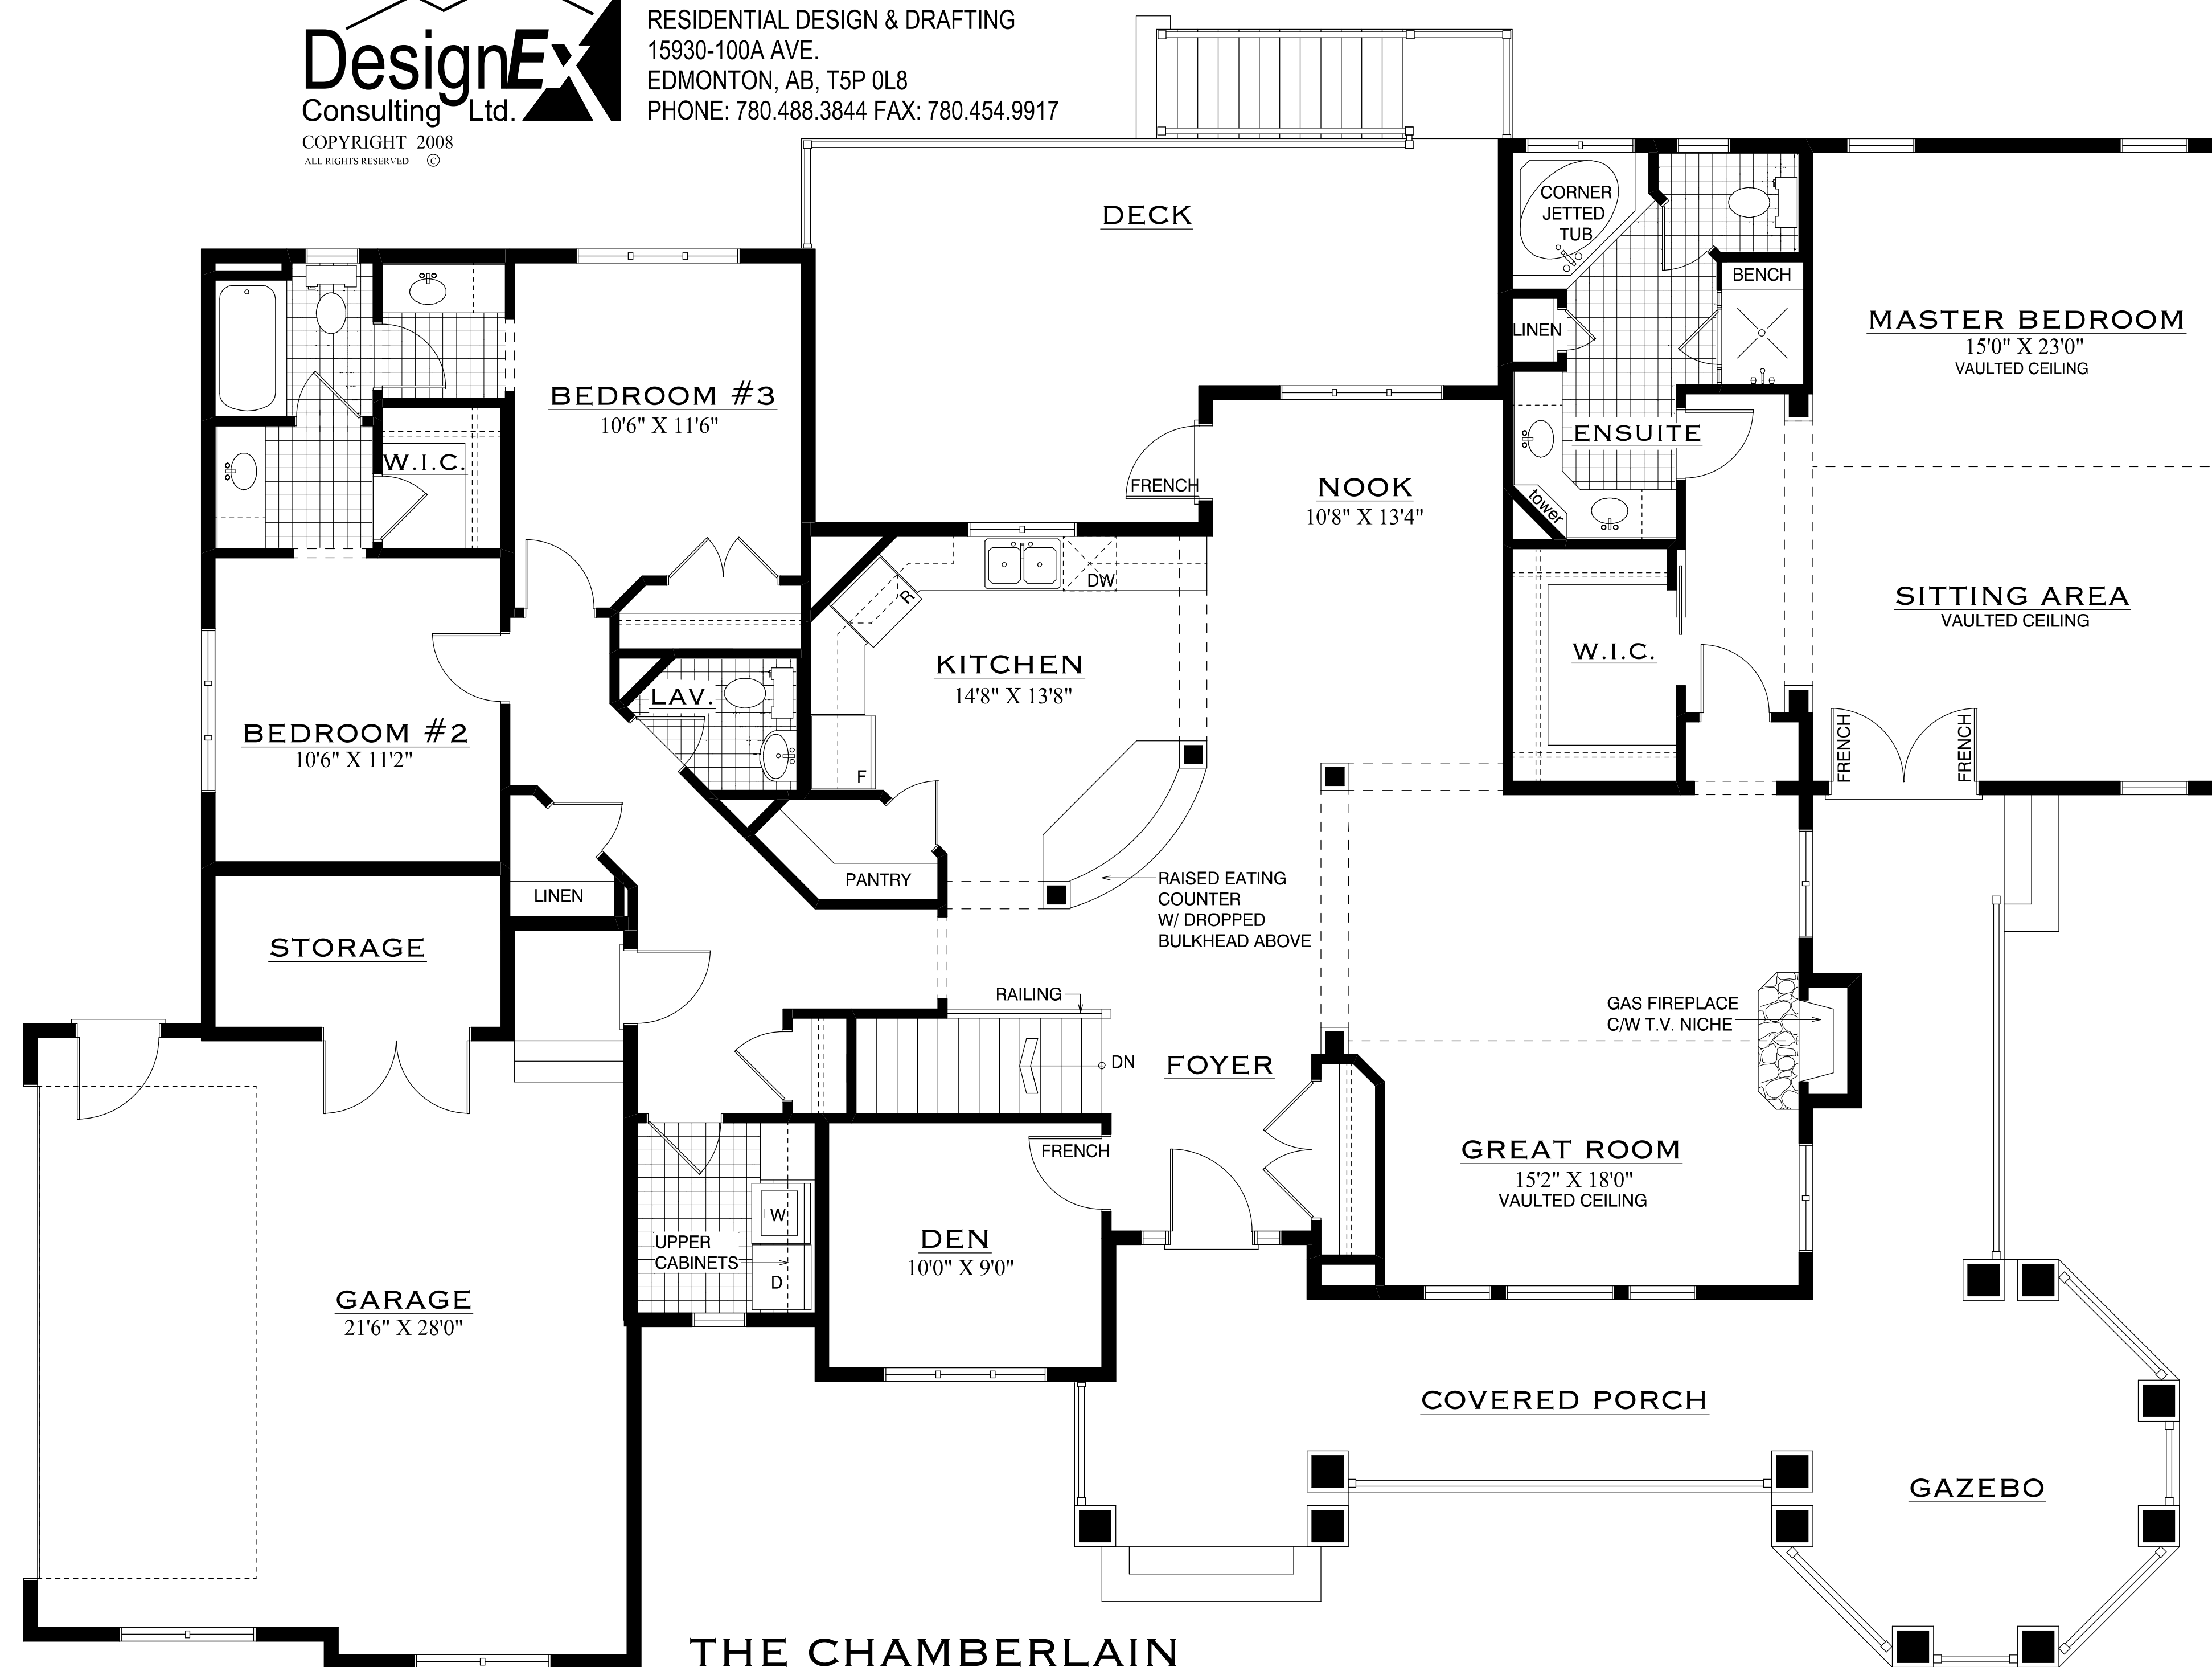 DesignEx
Consulting Ltd.
COPYRIGHT 2008
ALL RIGHTS RESERVED ©
RESIDENTIAL DESIGN & DRAFTING
15930-100A AVE.
EDMONTON, AB, T5P 0L8
PHONE: 780.488.3844 FAX: 780.454.9917
DECK
CORNER
JETTED
TUB
BENCH
LINEN
MASTER BEDROOM
15'0" X 23'0"
VAULTED CEILING
BEDROOM #3
10'6" X 11'6"
W.I.C.
ENSUITE
tower
FRENCH
NOOK
10'8" X 13'4"
DW
R
KITCHEN
14'8" X 13'8"
F
SITTING AREA
VAULTED CEILING
W.I.C.
FRENCH
FRENCH
LAV.
BEDROOM #2
10'6" X 11'2"
PANTRY
LINEN
RAISED EATING
COUNTER
W/ DROPPED
BULKHEAD ABOVE
STORAGE
RAILING
DN
FOYER
GAS FIREPLACE
C/W T.V. NICHE
FRENCH
GREAT ROOM
15'2" X 18'0"
VAULTED CEILING
W
UPPER
CABINETS
D
DEN
10'0" X 9'0"
GARAGE
21'6" X 28'0"
COVERED PORCH
GAZEBO
THE CHAMBERLAIN